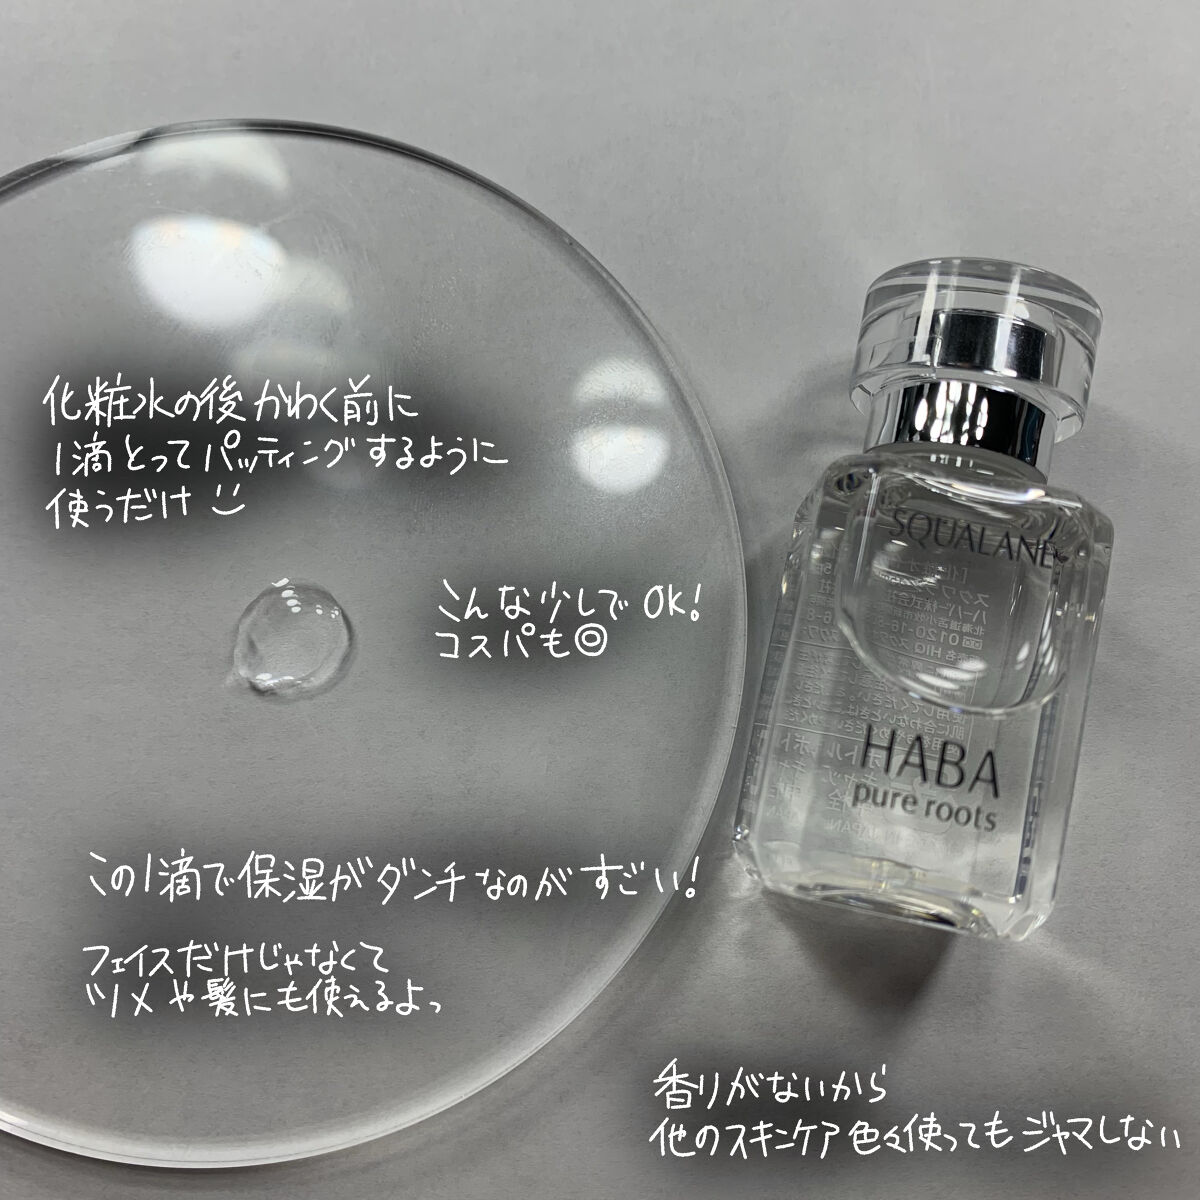 化粧水の後かわく前に
1滴とってパッティングするように
使うだけ
こんな少しでOK!
コスパも◎
この1滴で保湿がダンチなのがすごい!
フェイスだけじゃなくて
ツメや髪にも使えるよっ
香りがないから
他のスキンケア色々使ってもジャマしない
SQUALANE
HABA
pure roots